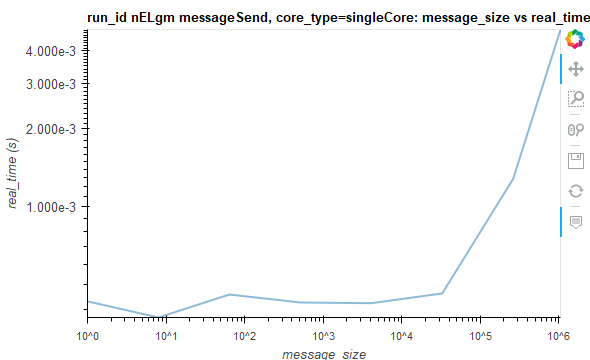 run_id nELgm messageSend, core_type=singleCore: message_size vs real_time
4.000e-3
3.000e-3
2.000e-3
1.000e-3
real_time (s)
10^0 10^1 10^2 10^3 10^4 10^5 10^6
message_size